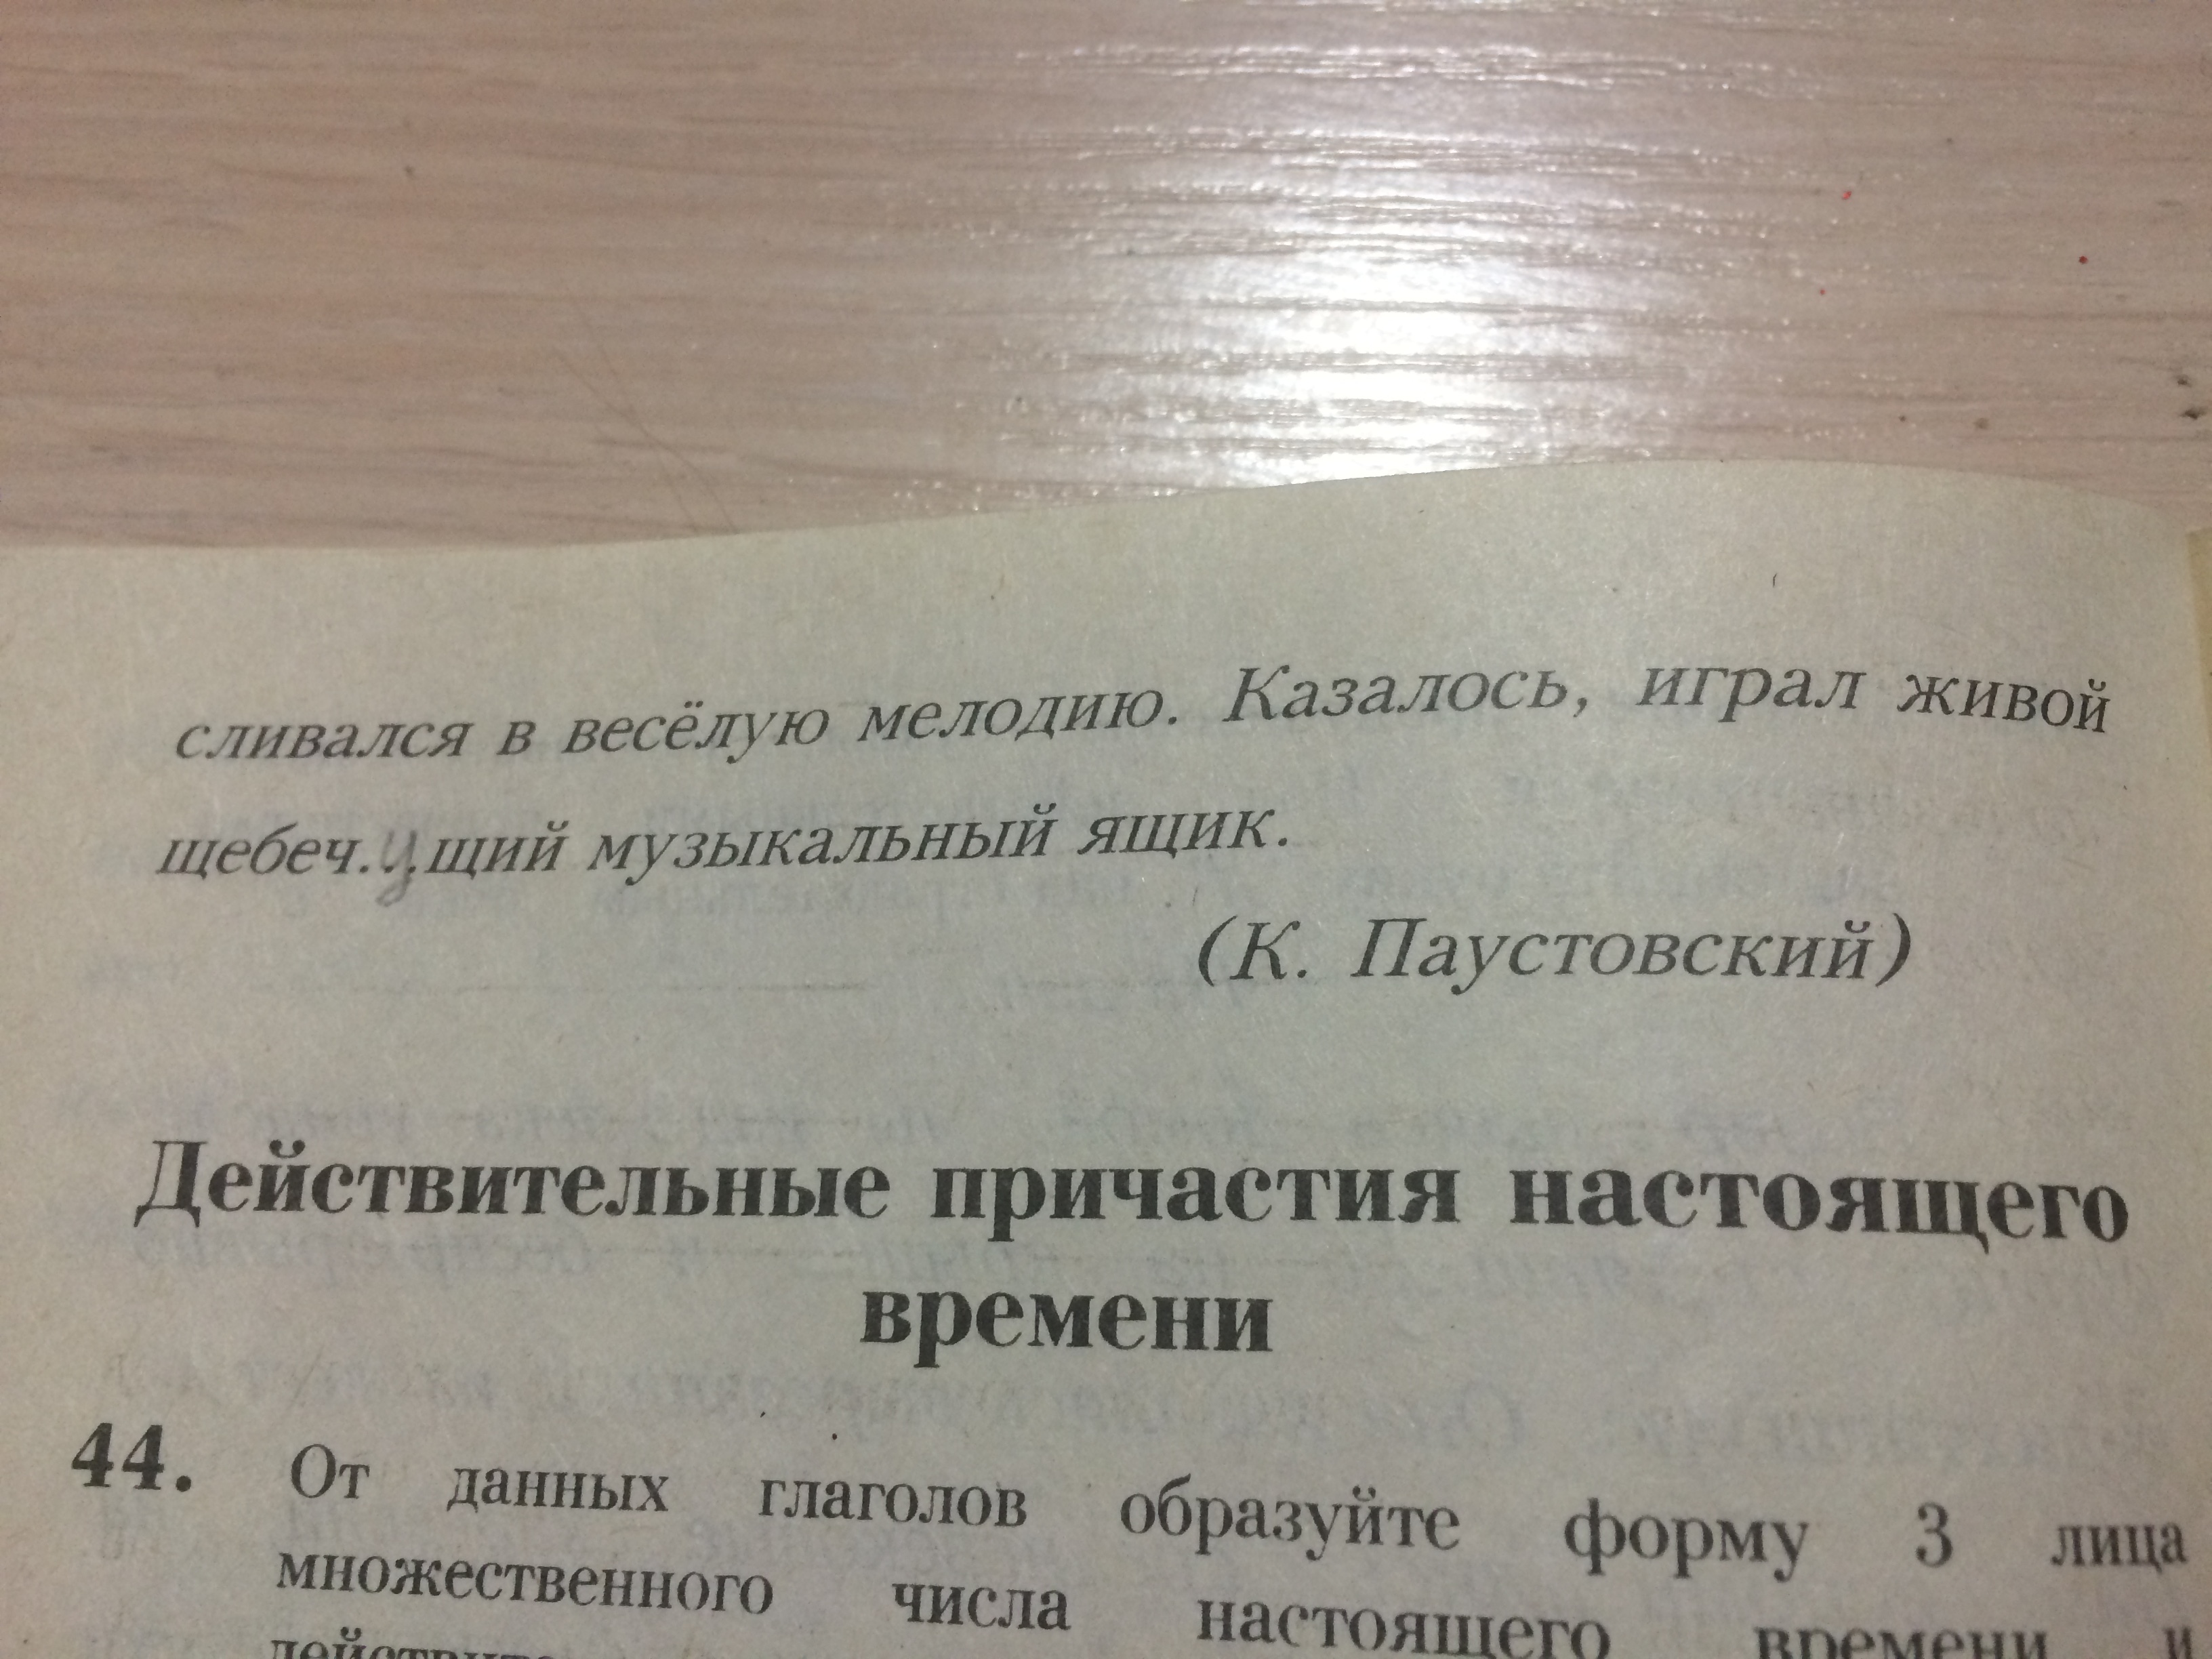 сливался в весёлую мелодию. Казалось, играл живой
щебеч.у.щий музыкальный ящик.
(К. Паустовский)
Действительные причастия настоящего
времени
44. От данных глаголов образуйте форму 3 лица
множественного числа настоящего времени и